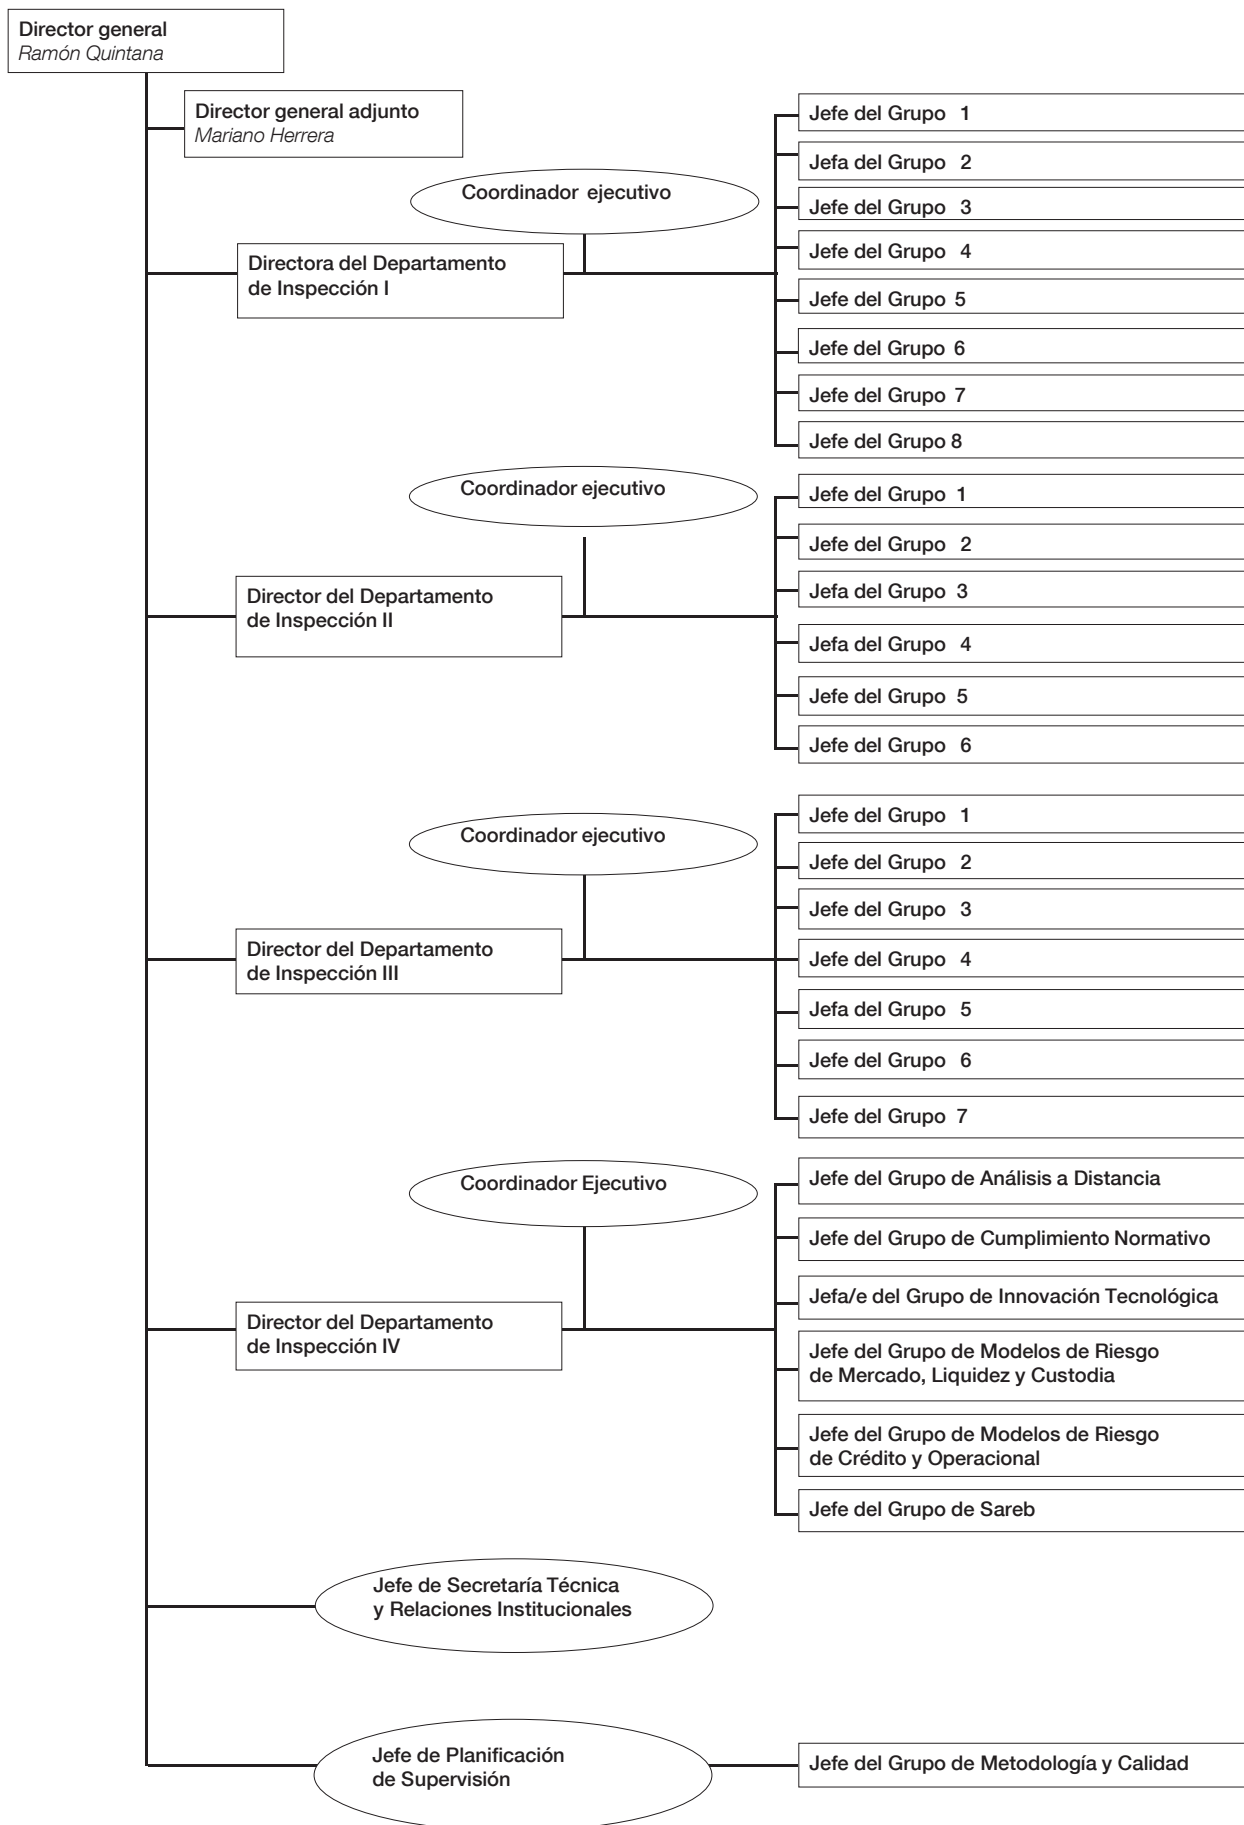 Director general
Ramón Quintana
Director general adjunto
Mariano Herrera
Coordinador ejecutivo
Directora del Departamento
de Inspección I
Jefe del Grupo 1
Jefa del Grupo 2
Jefe del Grupo 3
Jefe del Grupo 4
Jefe del Grupo 5
Jefe del Grupo 6
Jefe del Grupo 7
Jefe del Grupo 8
Coordinador ejecutivo
Director del Departamento
de Inspección II
Jefe del Grupo 1
Jefe del Grupo 2
Jefa del Grupo 3
Jefa del Grupo 4
Jefe del Grupo 5
Jefe del Grupo 6
Coordinador ejecutivo
Director del Departamento
de Inspección III
Jefe del Grupo 1
Jefe del Grupo 2
Jefe del Grupo 3
Jefe del Grupo 4
Jefa del Grupo 5
Jefe del Grupo 6
Jefe del Grupo 7
Coordinador Ejecutivo
Director del Departamento
de Inspección IV
Jefe del Grupo de Análisis a Distancia
Jefe del Grupo de Cumplimiento Normativo
Jefa/e del Grupo de Innovación Tecnológica
Jefe del Grupo de Modelos de Riesgo
de Mercado, Liquidez y Custodia
Jefe del Grupo de Modelos de Riesgo
de Crédito y Operacional
Jefe del Grupo de Sareb
Jefe de Secretaría Técnica
y Relaciones Institucionales
Jefe de Planificación
de Supervisión
Jefe del Grupo de Metodología y Calidad